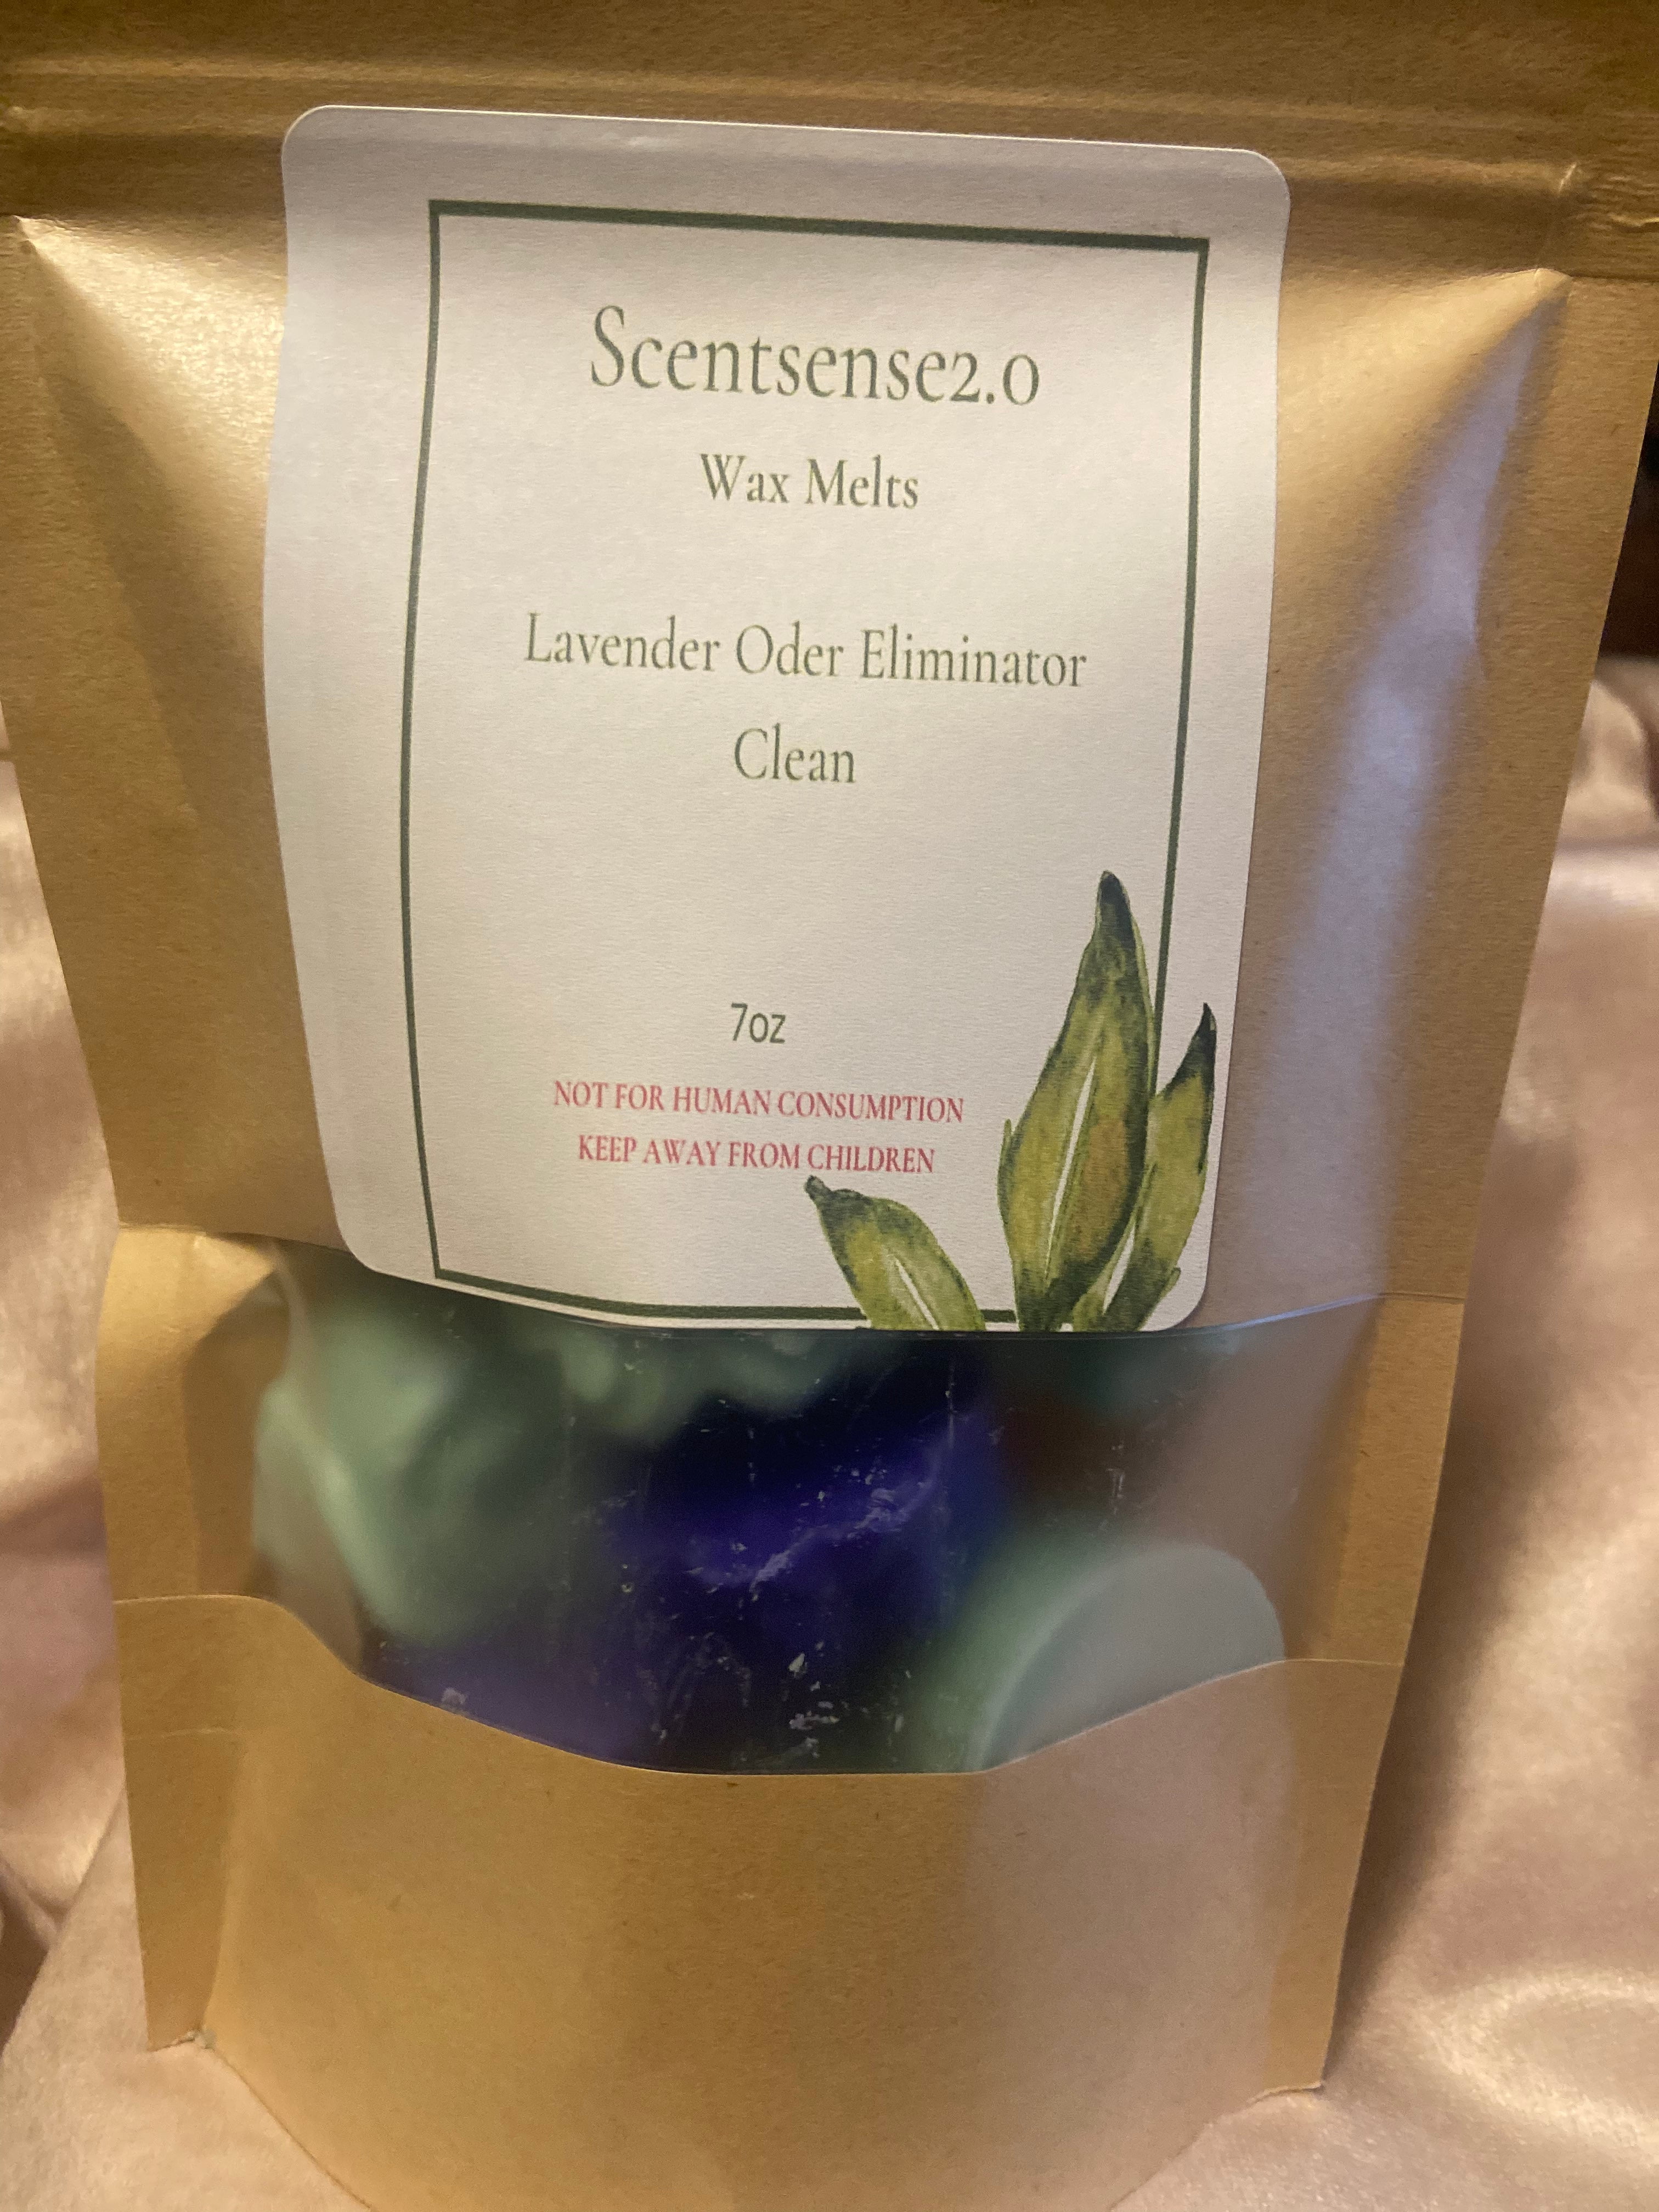 Scentsense2.0
Wax Melts
Lavender Oder Eliminator
Clean
7oz
NOT FOR HUMAN CONSUMPTION
KEEP AWAY FROM CHILDREN